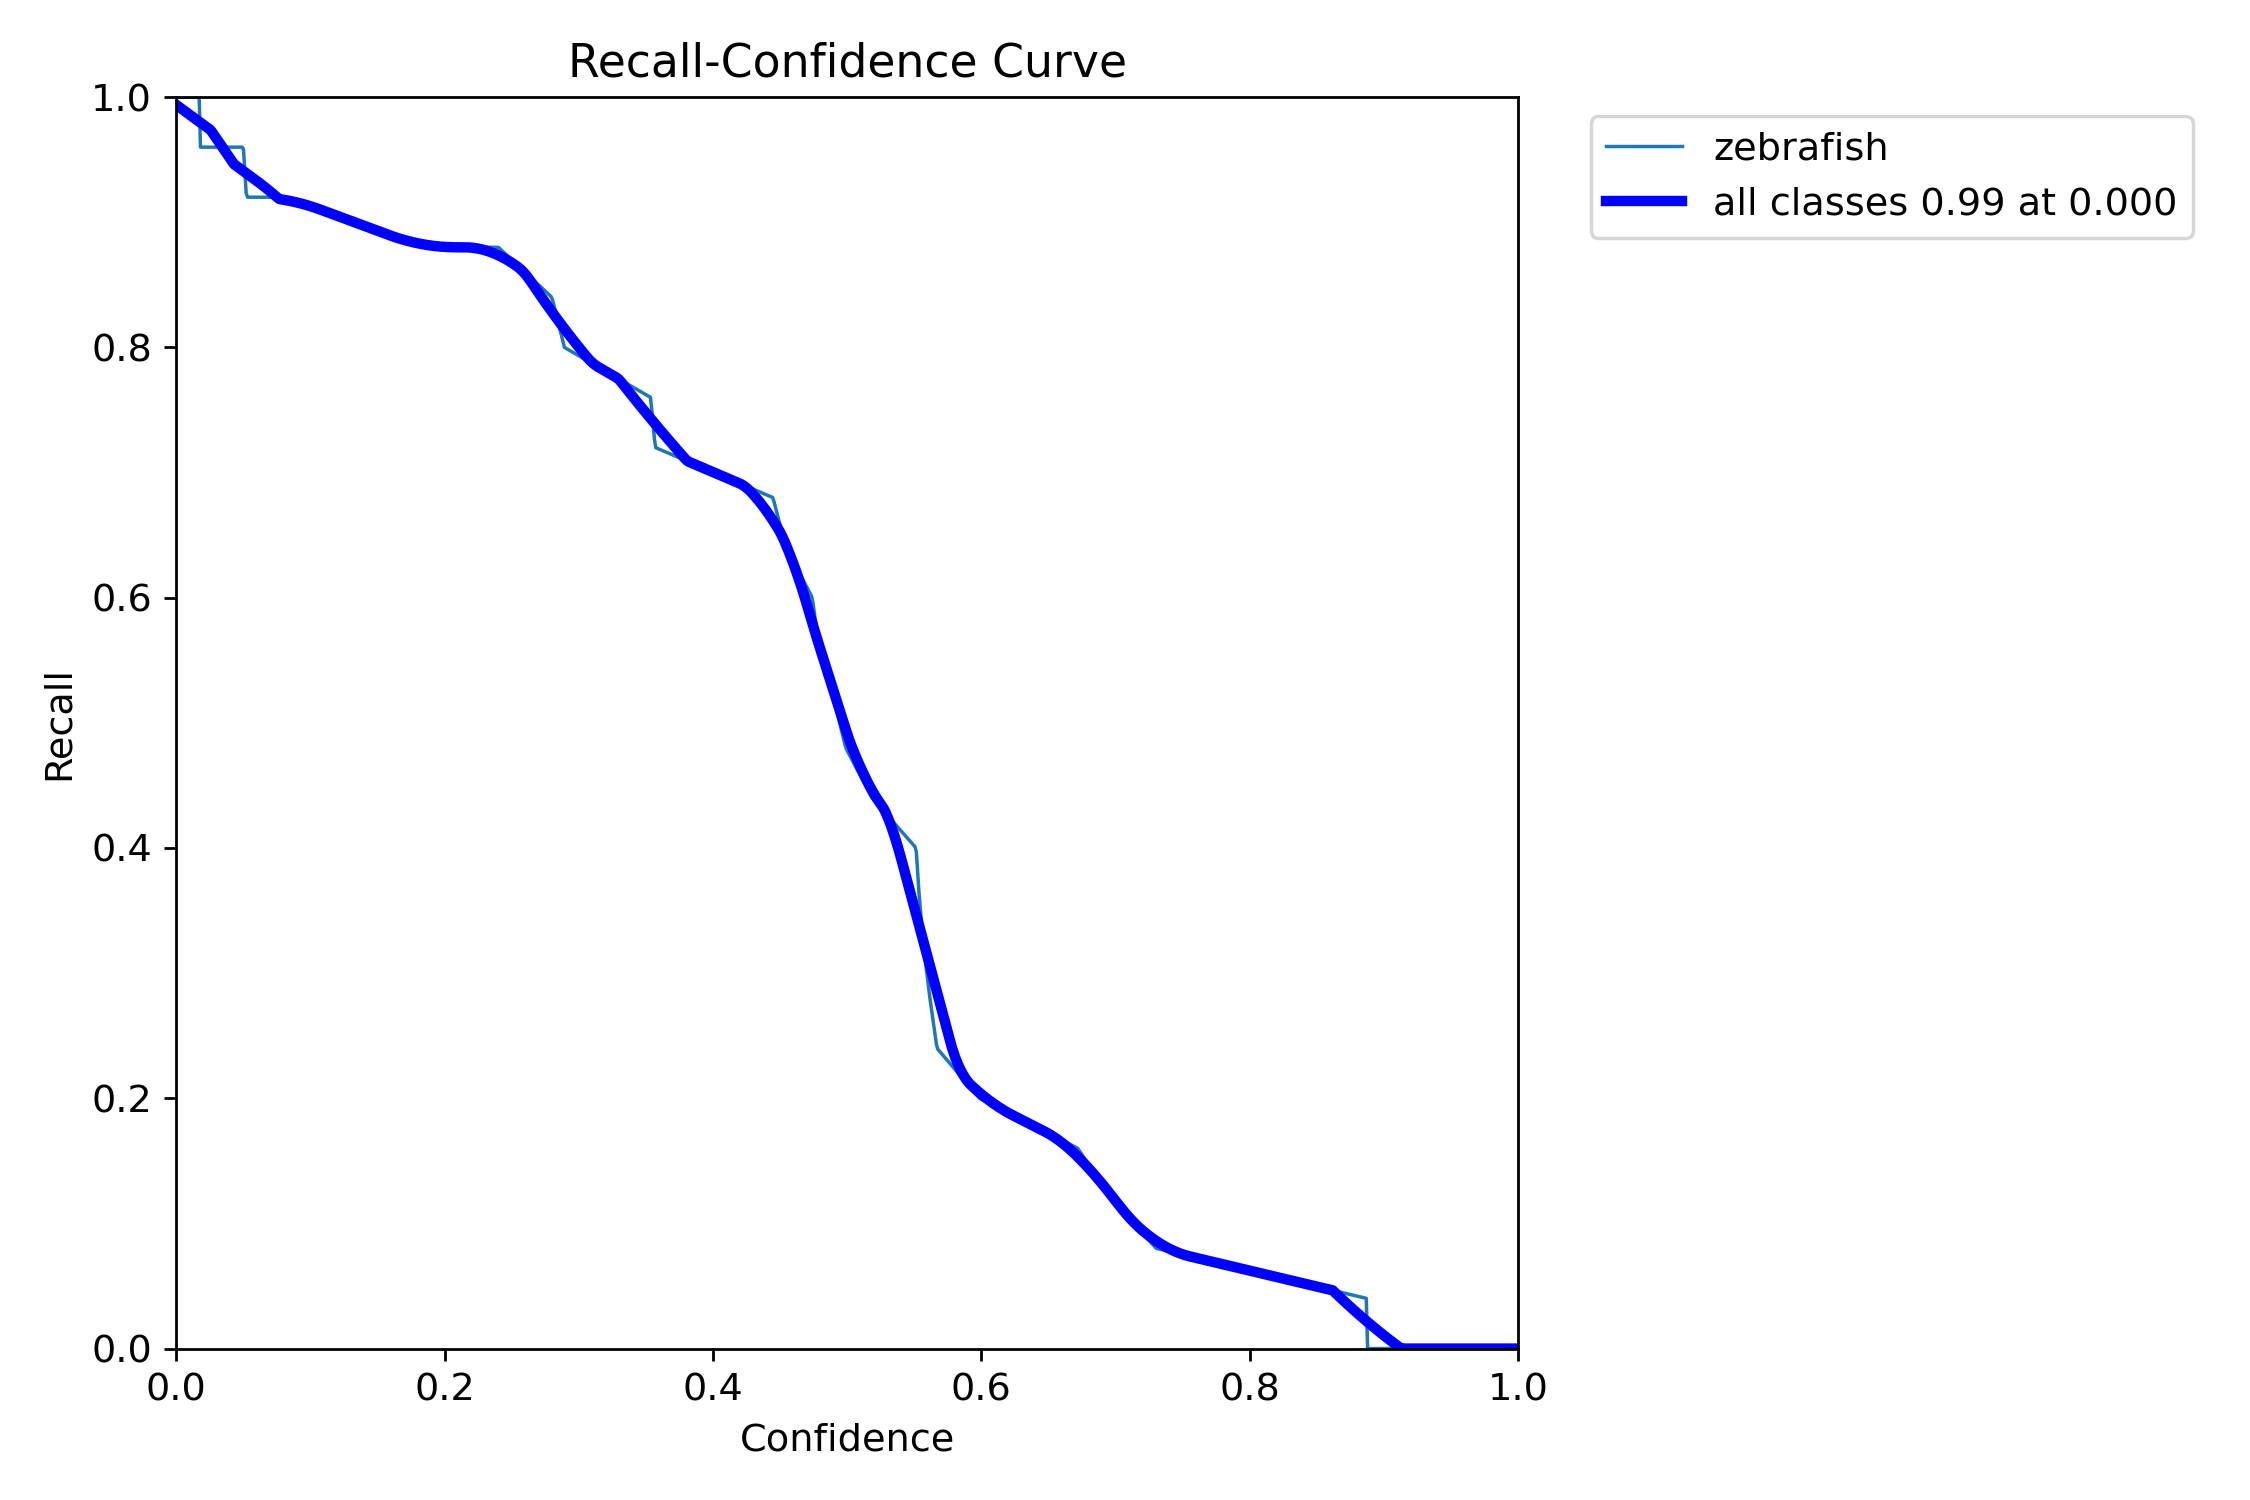 Recall-Confidence Curve
zebrafish
all classes 0.99 at 0.000
1.0
0.8
0.6
0.4
0.2
0.0
Recall
0.0 0.2 0.4 0.6 0.8 1.0
Confidence